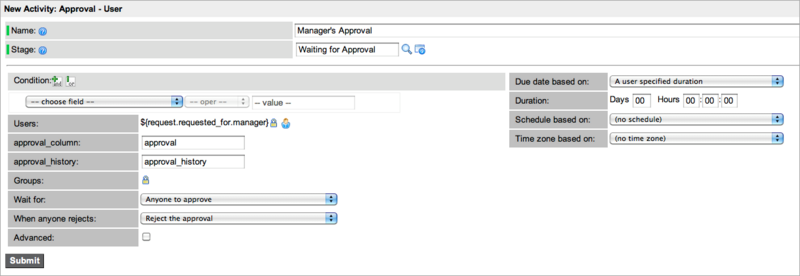 New Activity: Approval - User
Name: Manager's Approval
Stage: Waiting for Approval
Condition:
-- choose field -- -- oper -- -- value --
Users: ${request.requested_for.manager}
approval_column: approval
approval_history: approval_history
Groups:
Wait for: Anyone to approve
When anyone rejects: Reject the approval
Advanced:
Due date based on: A user specified duration
Duration: Days 00 Hours 00 : 00 : 00
Schedule based on: (no schedule)
Time zone based on: (no time zone)
Submit